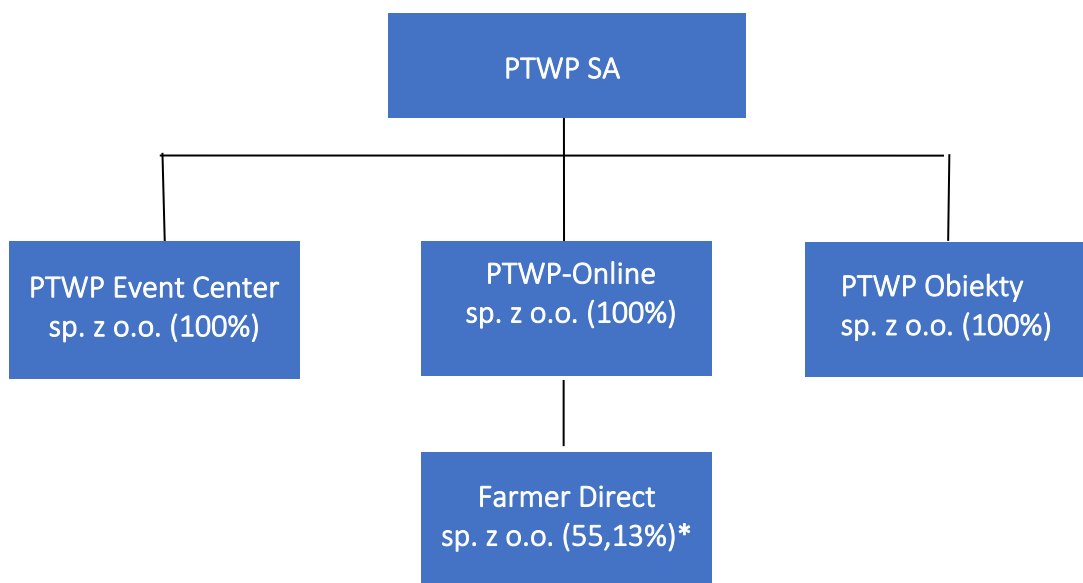 PTWP SA
PTWP Event Center
sp. z o.o. (100%)
PTWP-Online
sp. z o.o. (100%)
PTWP Obiekty
sp. z o.o. (100%)
Farmer Direct
sp. z o.o. (55,13%)*